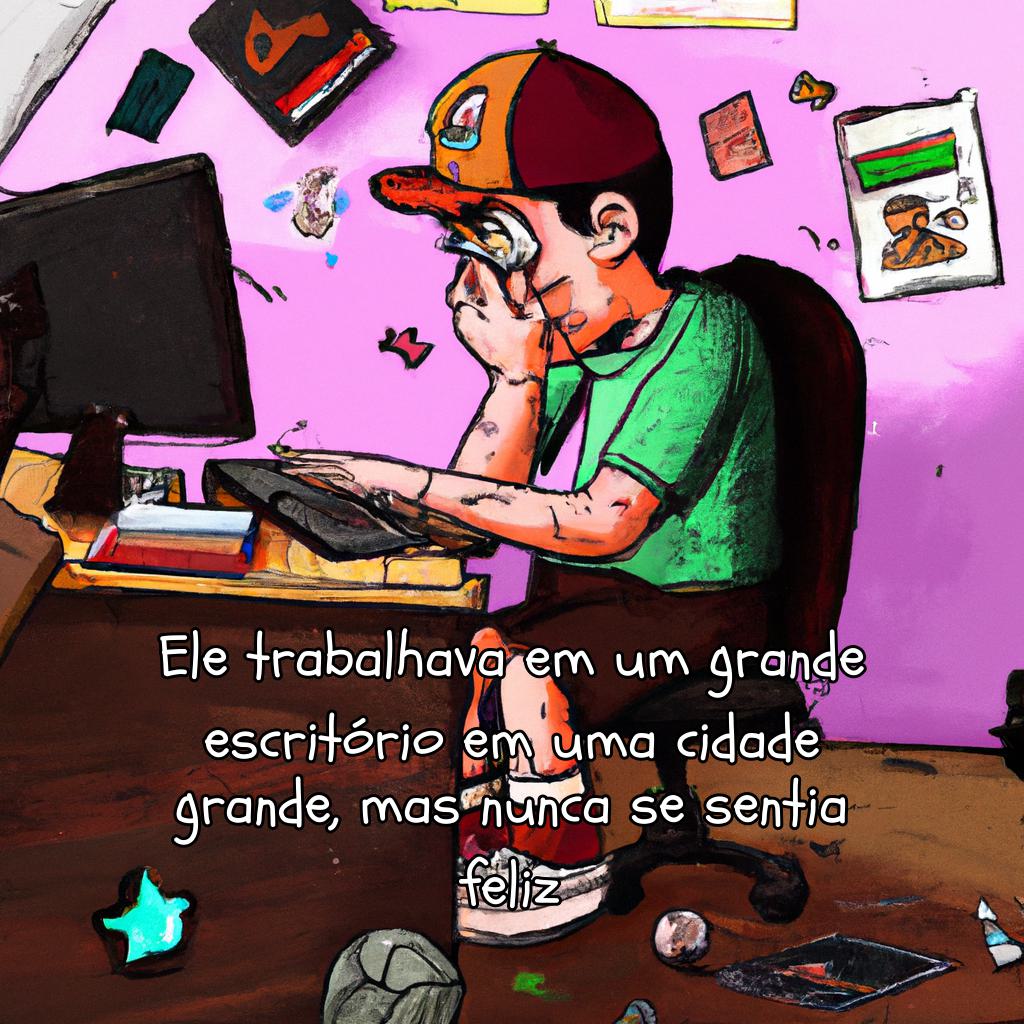 Ele trabalhava em um grande
escritório em uma cidade
grande, mas nunca se sentia
feliz